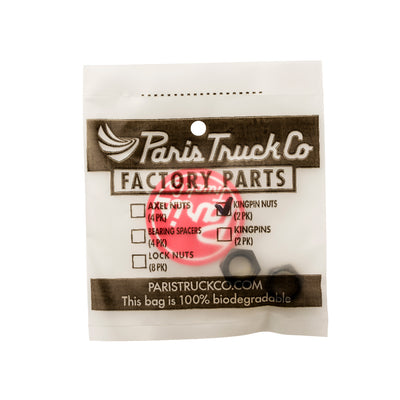 Paris Truck Co
FACTORY PARTS
AXEL NUTS
(4 PK)
KINGPIN NUTS
(2 PK)
BEARING SPACERS
(4 PK)
KINGPINS
(2 PK)
LOCK NUTS
(8 PK)
PARISTRUCKCO.COM
This bag is 100% biodegradable